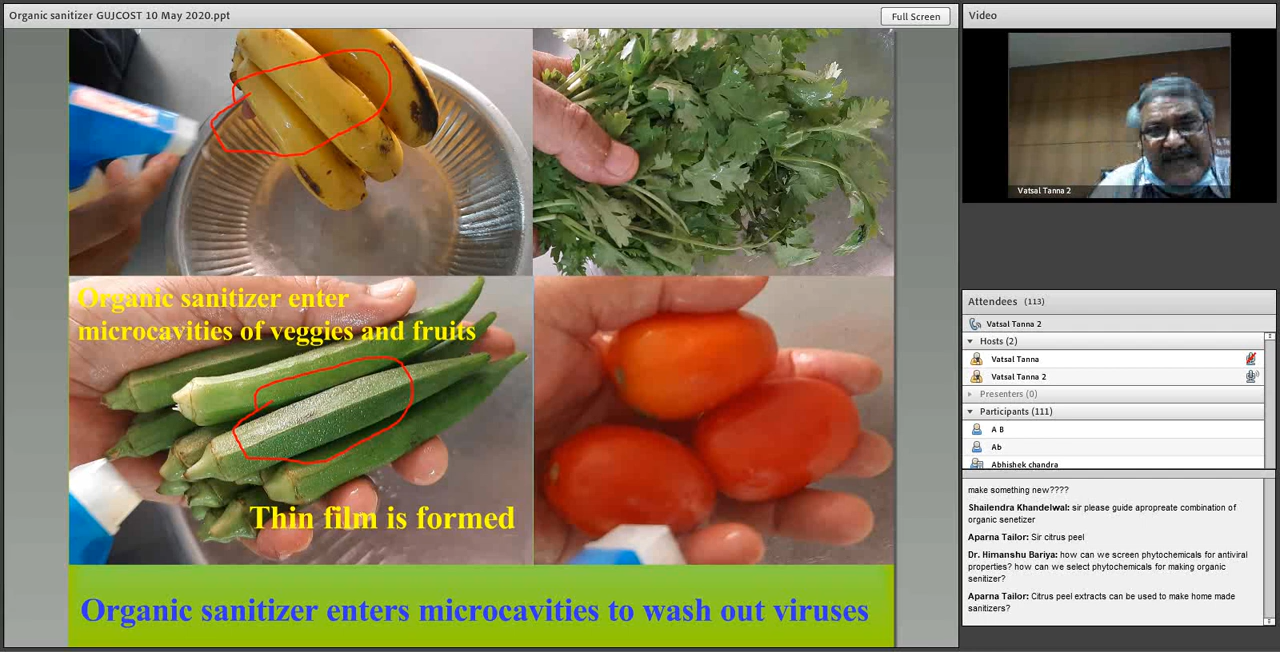 Organic sanitizer GUJCOST 10 May 2020.ppt
Full Screen
Organic sanitizer enter
microcavities of veggies and fruits
Thin film is formed
Organic sanitizer enters microcavities to wash out viruses
Video
Vatsal Tanna 2
Attendees (113)
Vatsal Tanna 2
Hosts (2)
Vatsal Tanna
Vatsal Tanna 2
Presenters (0)
Participants (111)
A B
Ab
Abhishek chandra
make something new????
Shailendra Khandelwal: sir please guide apropreate combination of
organic senetizer
Aparna Tailor: Sir citrus peel
Dr. Himanshu Bariya: how can we screen phytochemicals for antiviral
properties? how can we select phytochemicals for making organic
senitizer?
Aparna Tailor: Citrus peel extracts can be used to make home made
sanitizers?